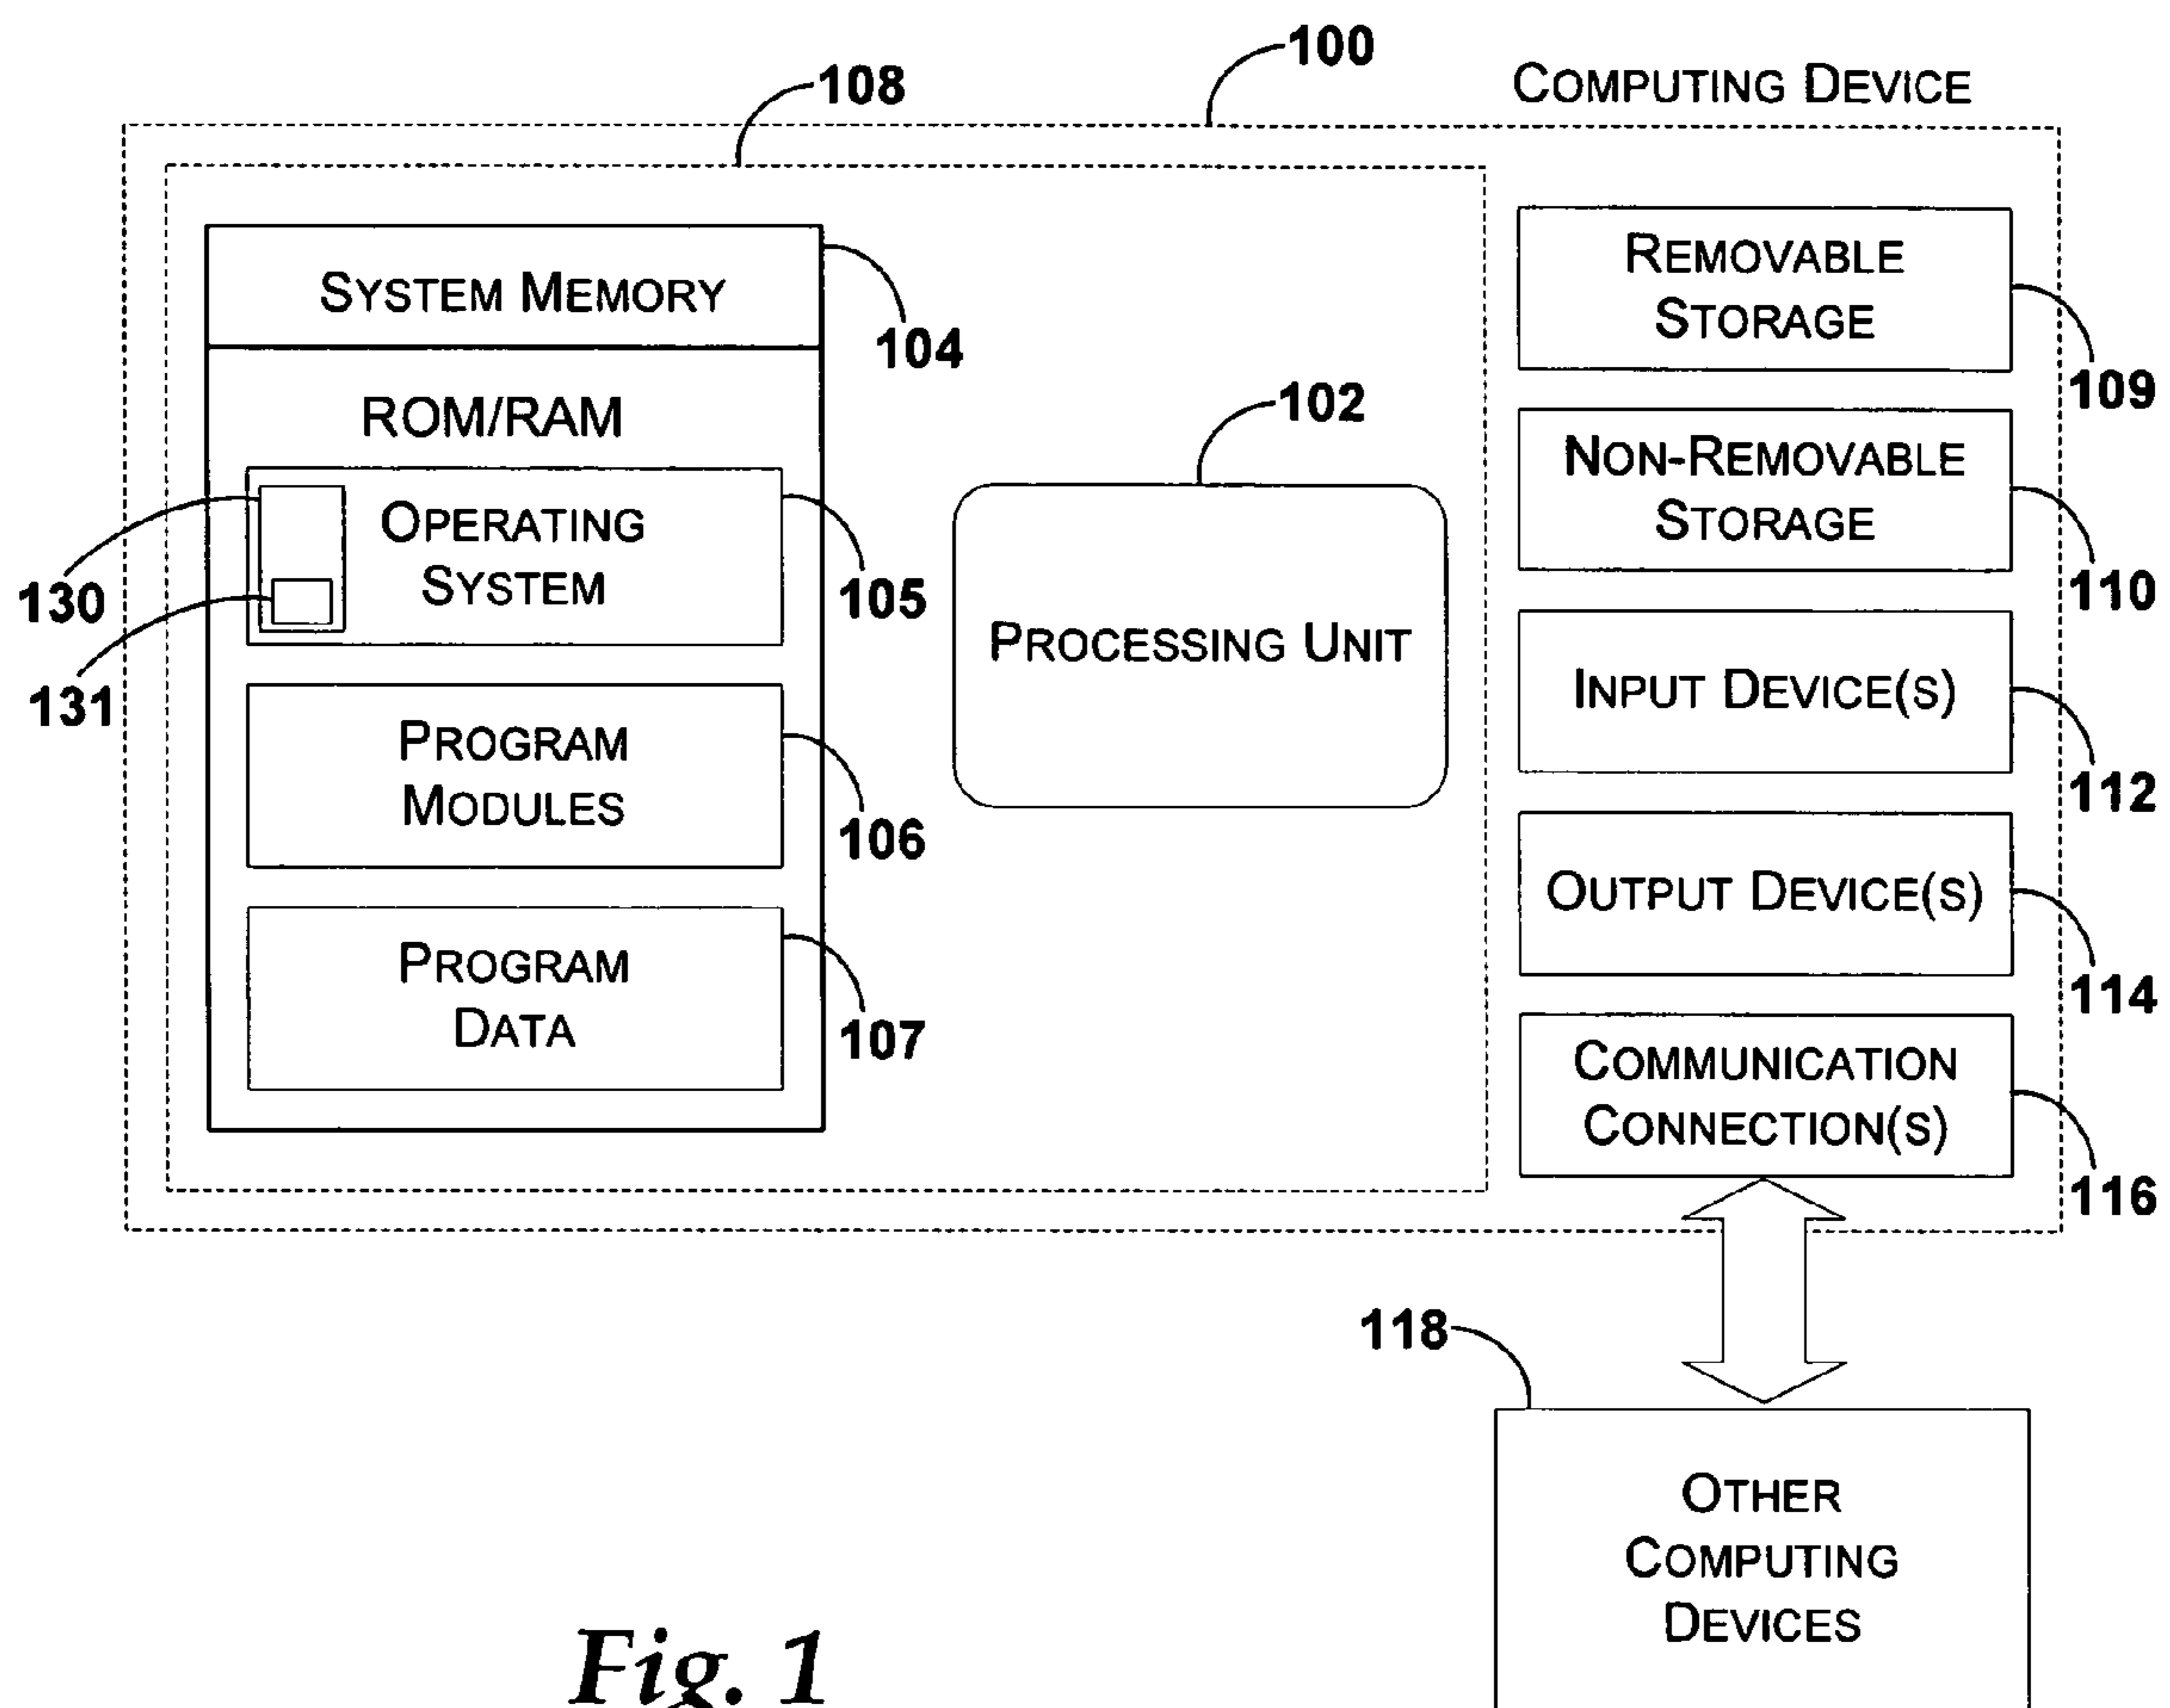 100
108
COMPUTING DEVICE
SYSTEM MEMORY
104
ROM/RAM
OPERATING
SYSTEM
130
131
105
PROGRAM
MODULES
106
PROGRAM
DATA
107
102
PROCESSING UNIT
REMOVABLE
STORAGE
109
NON-REMOVABLE
STORAGE
110
INPUT DEVICE(S)
112
OUTPUT DEVICE(S)
114
COMMUNICATION
CONNECTION(S)
116
118
OTHER
COMPUTING
DEVICES
Fig. 1